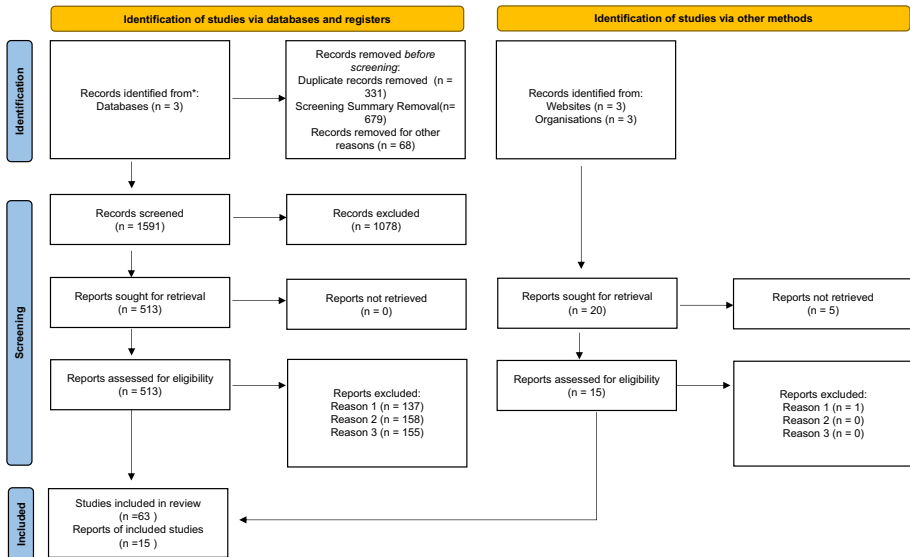 Identification of studies via databases and registers
Identification of studies via other methods
Identification
Records identified from*:
Databases (n = 3)
Records removed before
screening:
Duplicate records removed (n =
331)
Screening Summary Removal(n=
679)
Records removed for other
reasons (n = 68)
Records identified from:
Websites (n = 3)
Organisations (n = 3)
Screening
Records screened
(n = 1591)
Records excluded
(n = 1078)
Reports sought for retrieval
(n = 513)
Reports not retrieved
(n = 0)
Reports sought for retrieval
(n = 20)
Reports not retrieved
(n = 5)
Reports assessed for eligibility
(n = 513)
Reports excluded:
Reason 1 (n = 137)
Reason 2 (n = 158)
Reason 3 (n = 155)
Reports assessed for eligibility
(n = 15)
Reports excluded:
Reason 1 (n = 1)
Reason 2 (n = 0)
Reason 3 (n = 0)
Included
Studies included in review
(n =63 )
Reports of included studies
(n =15 )